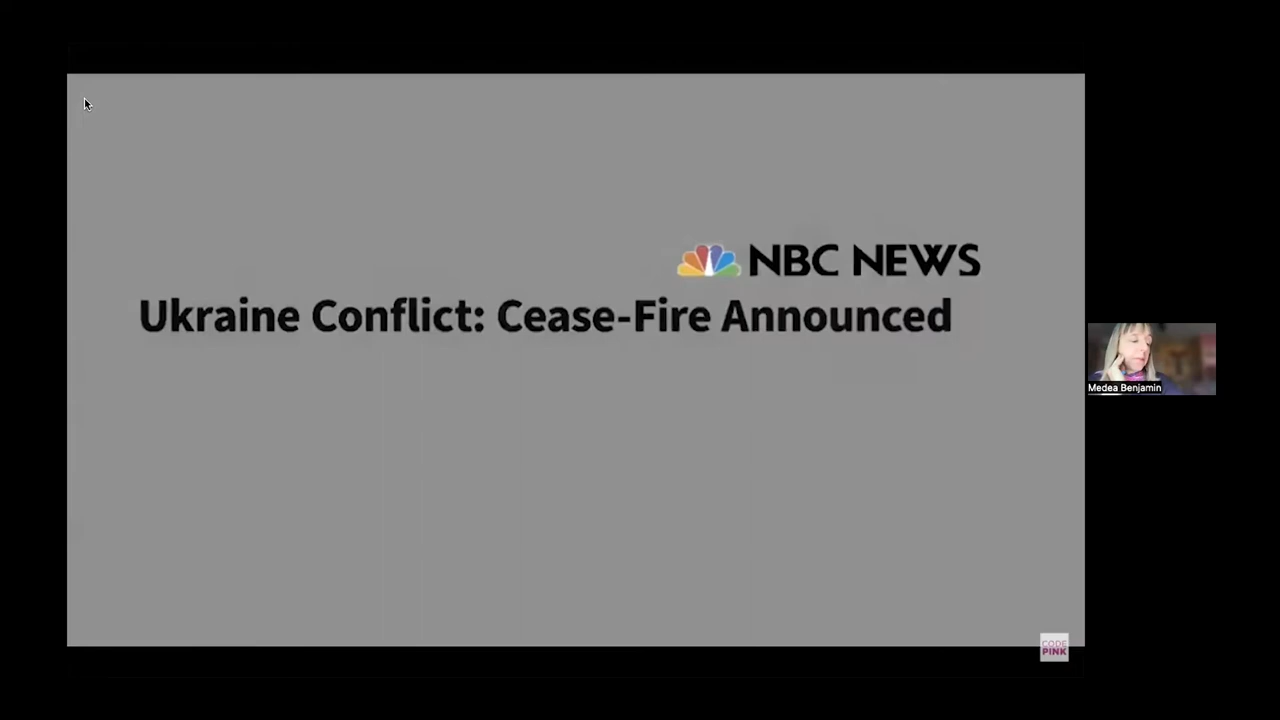 NBC NEWS
Ukraine Conflict: Cease-Fire Announced
Medea Benjamin
CODE
PINK